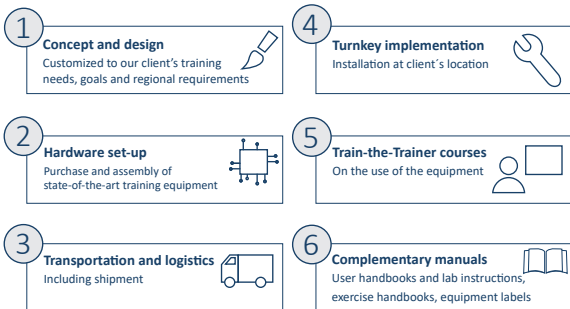 1
Concept and design
Customized to our client's training
needs, goals and regional requirements
2
Hardware set-up
Purchase and assembly of
state-of-the-art training equipment
3
Transportation and logistics
Including shipment
4
Turnkey implementation
Installation at client´s location
5
Train-the-Trainer courses
On the use of the equipment
6
Complementary manuals
User handbooks and lab instructions,
exercise handbooks, equipment labels